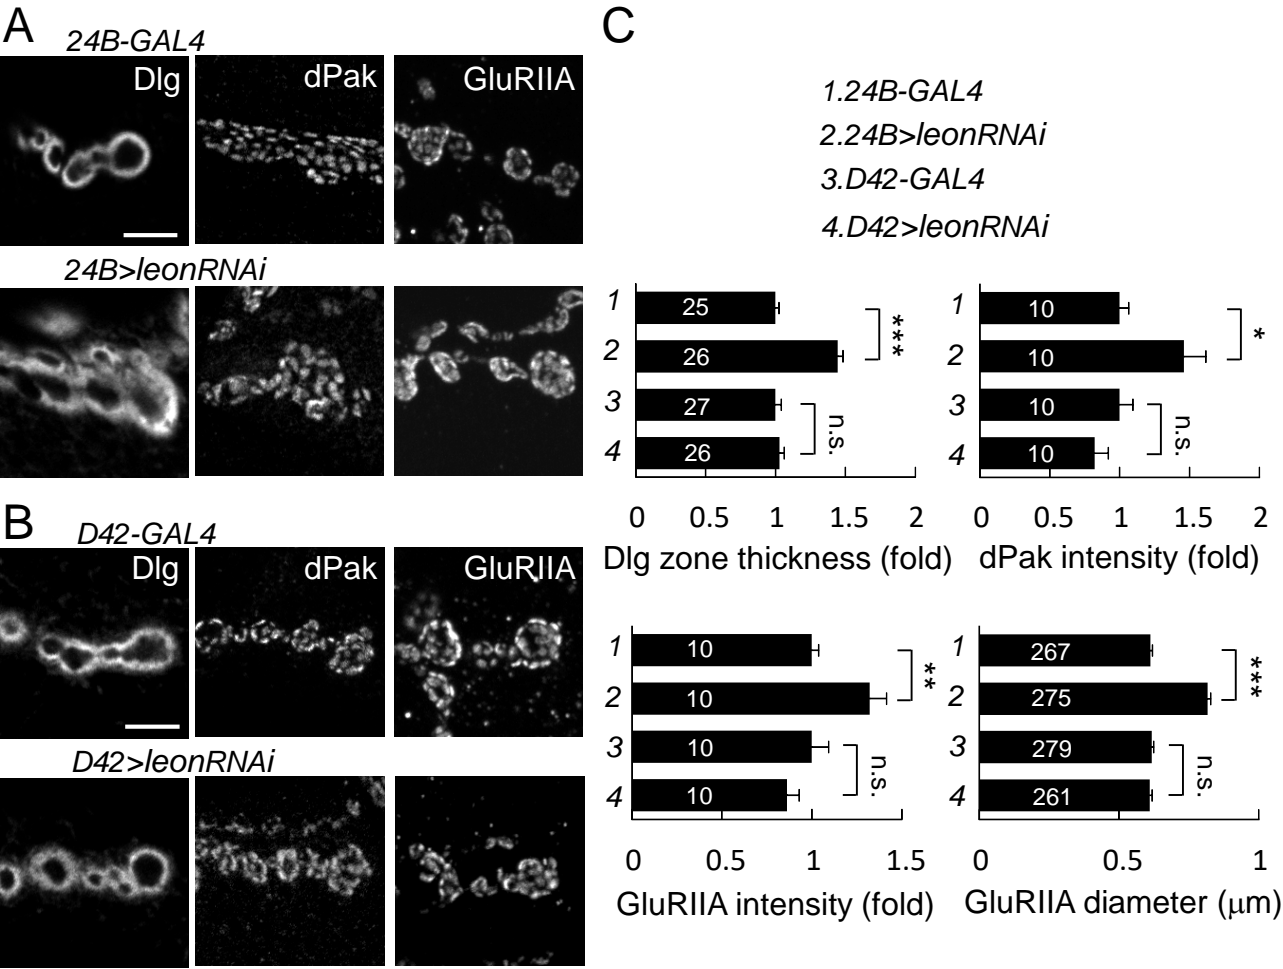 A
24B-GAL4
Dlg
dPak
GluRIIA
24B>leonRNAi
B
D42-GAL4
Dlg
dPak
GluRIIA
D42>leonRNAi
C
1.24B-GAL4
2.24B>leonRNAi
3.D42-GAL4
4.D42>leonRNAi
1
25
2
26
3
27
4
26
***
n.s.
0 0.5 1 1.5 2
Dlg zone thickness (fold)
1
10
2
10
3
10
4
10
*
n.s.
0 0.5 1 1.5 2
dPak intensity (fold)
1
10
2
10
3
10
4
10
**
n.s.
0 0.5 1 1.5
GluRIIA intensity (fold)
1
267
2
275
3
279
4
261
***
n.s.
0 0.5 1
GluRIIA diameter (μm)